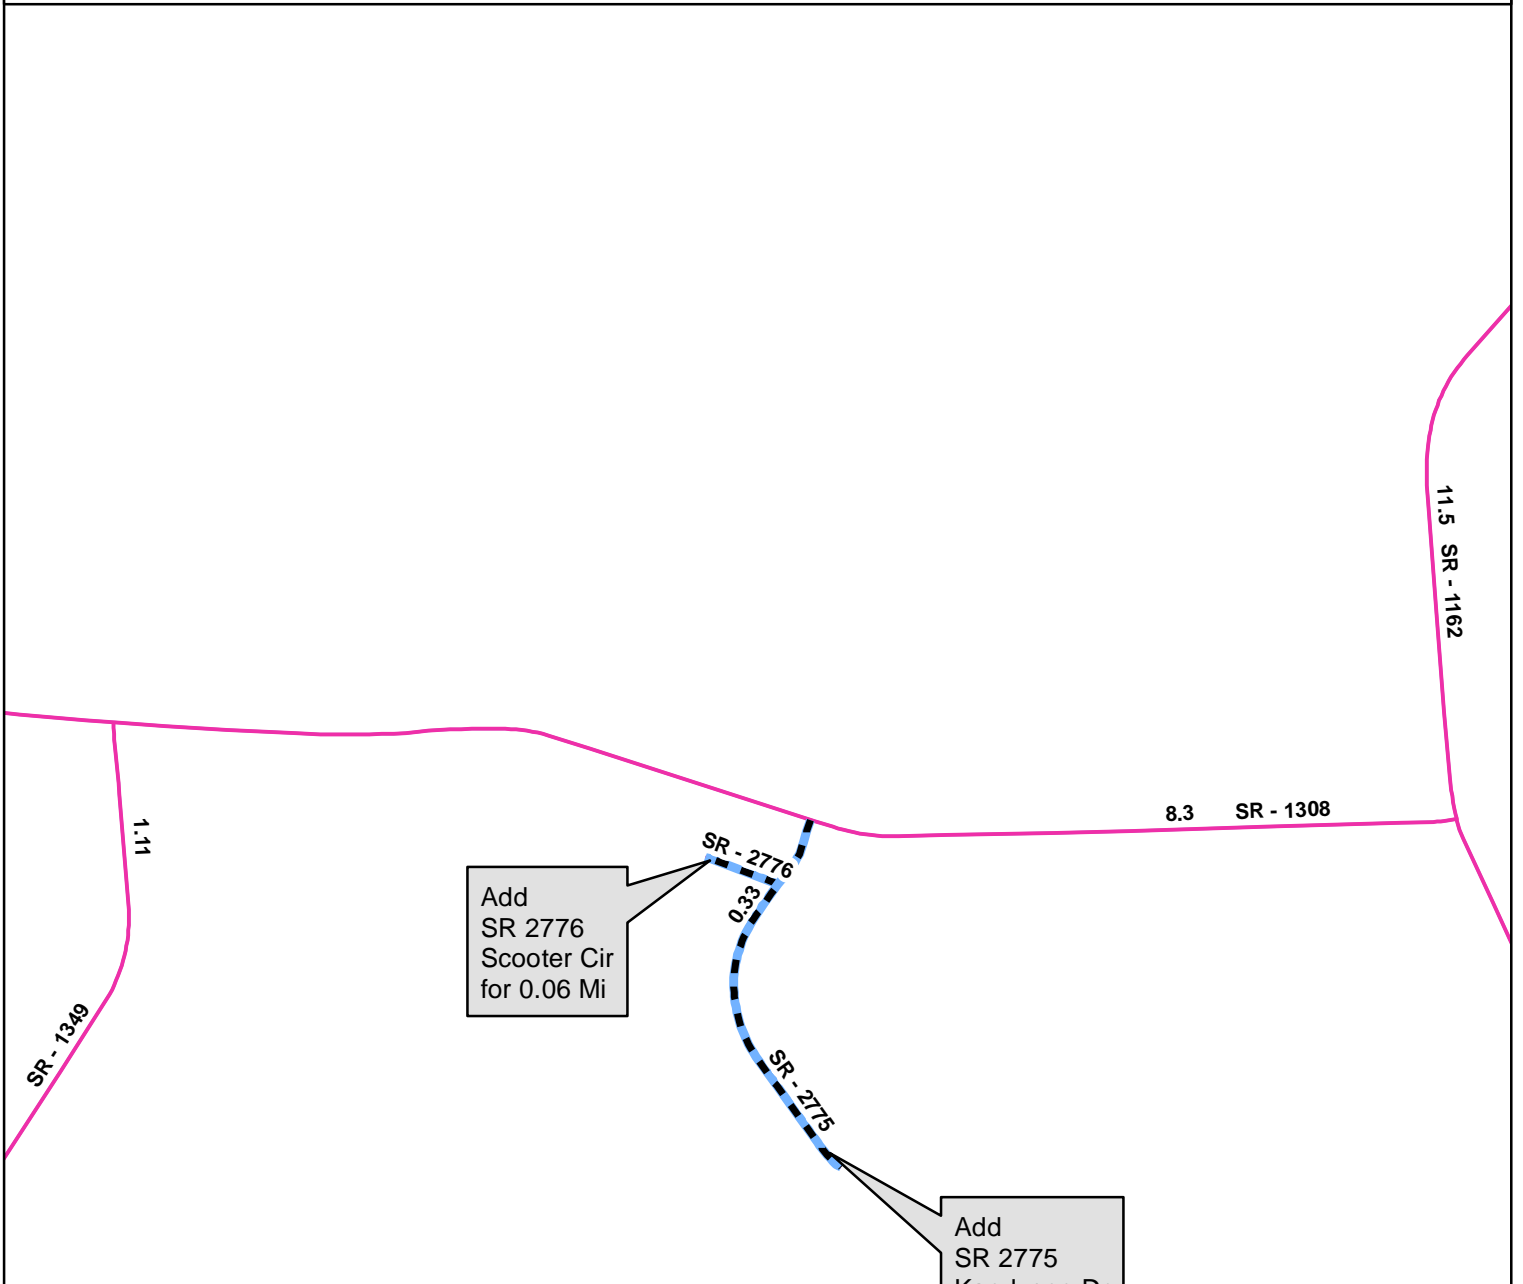 11.5 SR - 1162
8.3 SR - 1308
1.11
SR - 1349
SR - 2776
0.33
SR - 2775
Add
SR 2776
Scooter Cir
for 0.06 Mi
Add
SR 2775